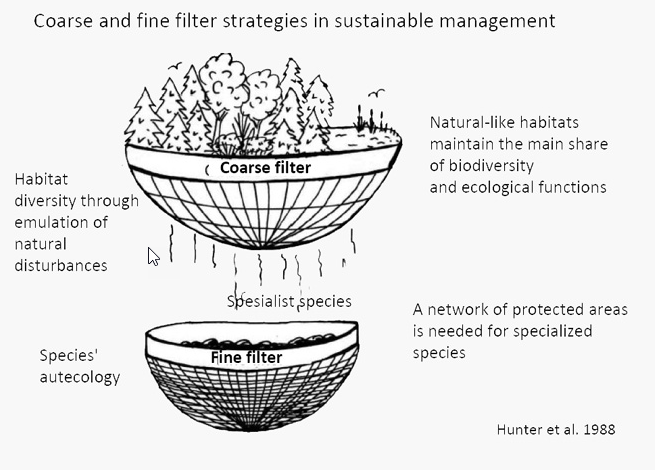 Coarse and fine filter strategies in sustainable management
Coarse filter
Natural-like habitats
maintain the main share
of biodiversity
and ecological functions
Habitat
diversity through
emulation of
natural
disturbances
Spesialist species
A network of protected areas
is needed for specialized
species
Fine filter
Species'
autecology
Hunter et al. 1988